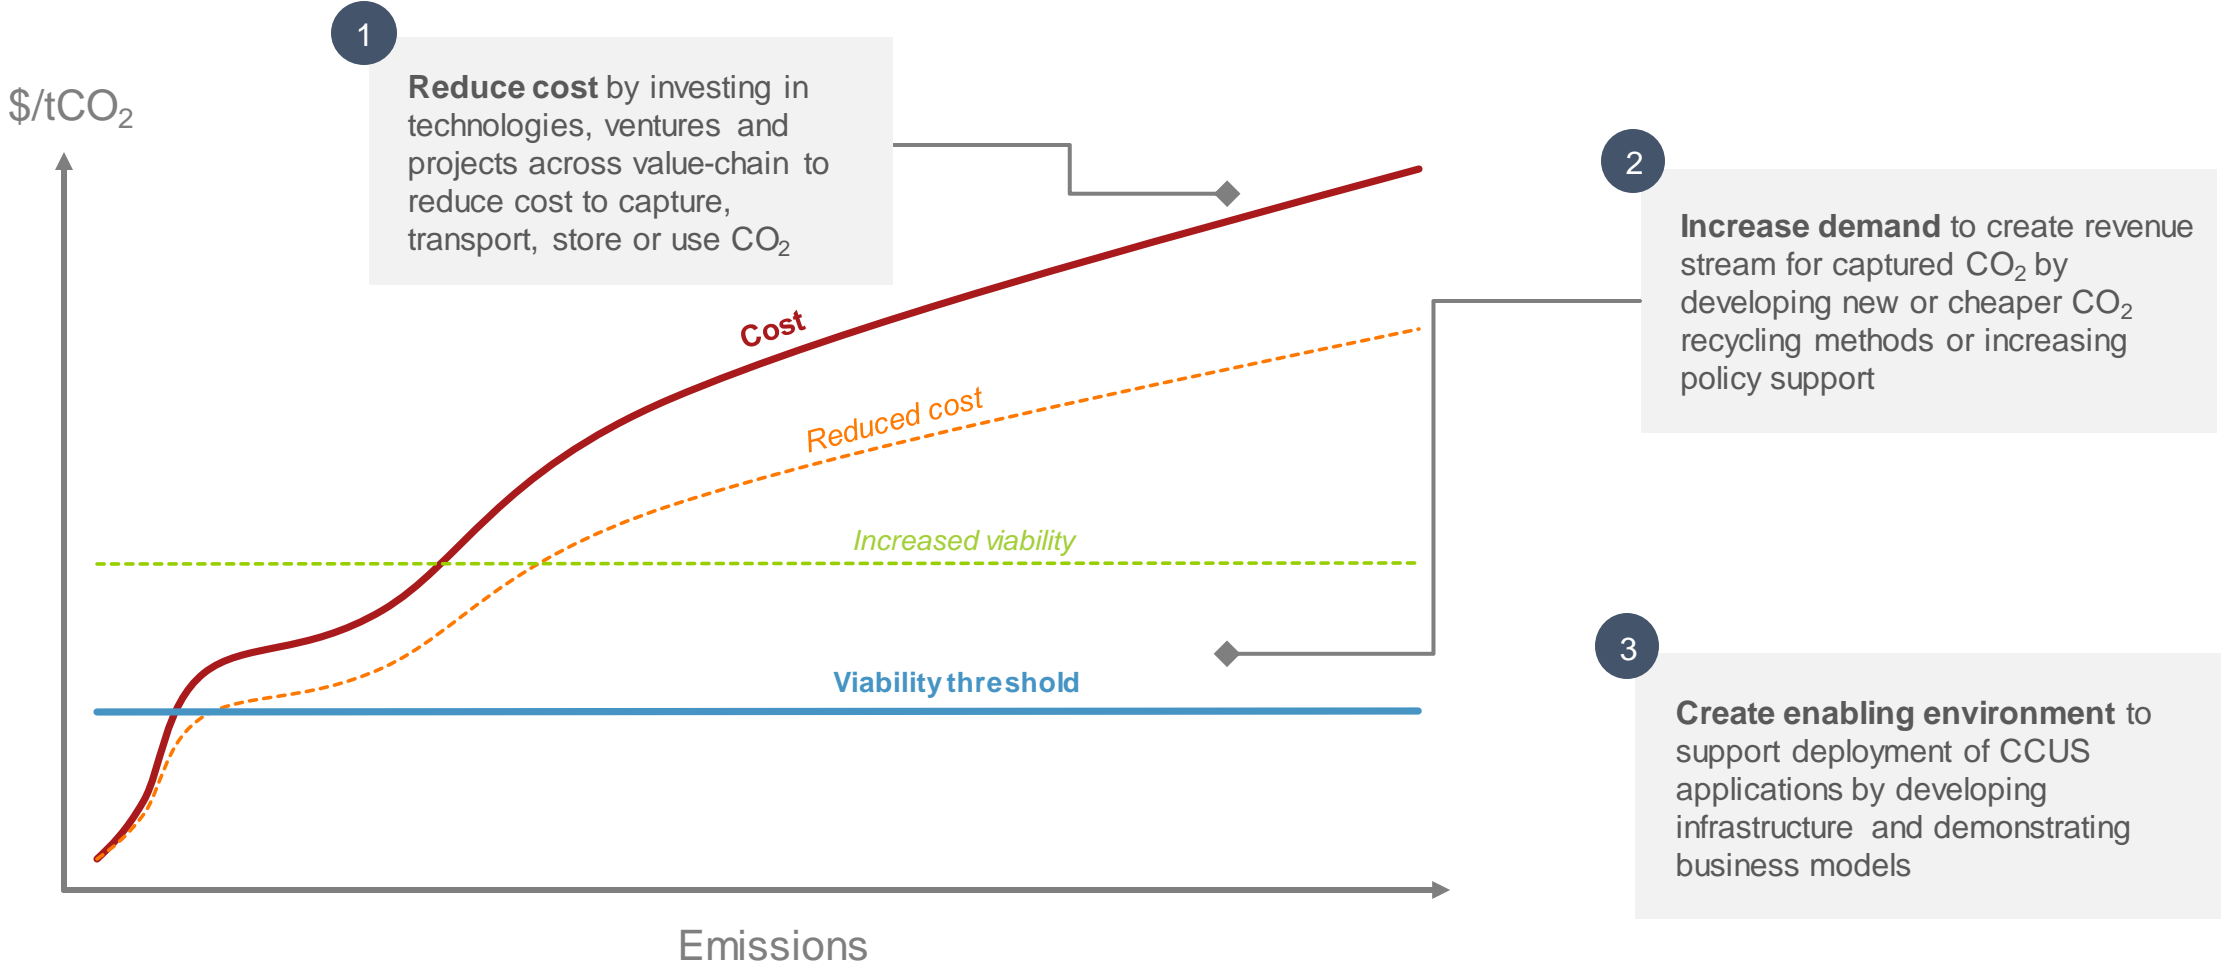 1
Reduce cost by investing in
technologies, ventures and
projects across value-chain to
reduce cost to capture,
transport, store or use CO₂
$/tCO₂
2
Increase demand to create revenue
stream for captured CO₂ by
developing new or cheaper CO₂
recycling methods or increasing
policy support
Cost
Reduced cost
Increased viability
Viability threshold
3
Create enabling environment to
support deployment of CCUS
applications by developing
infrastructure and demonstrating
business models
Emissions